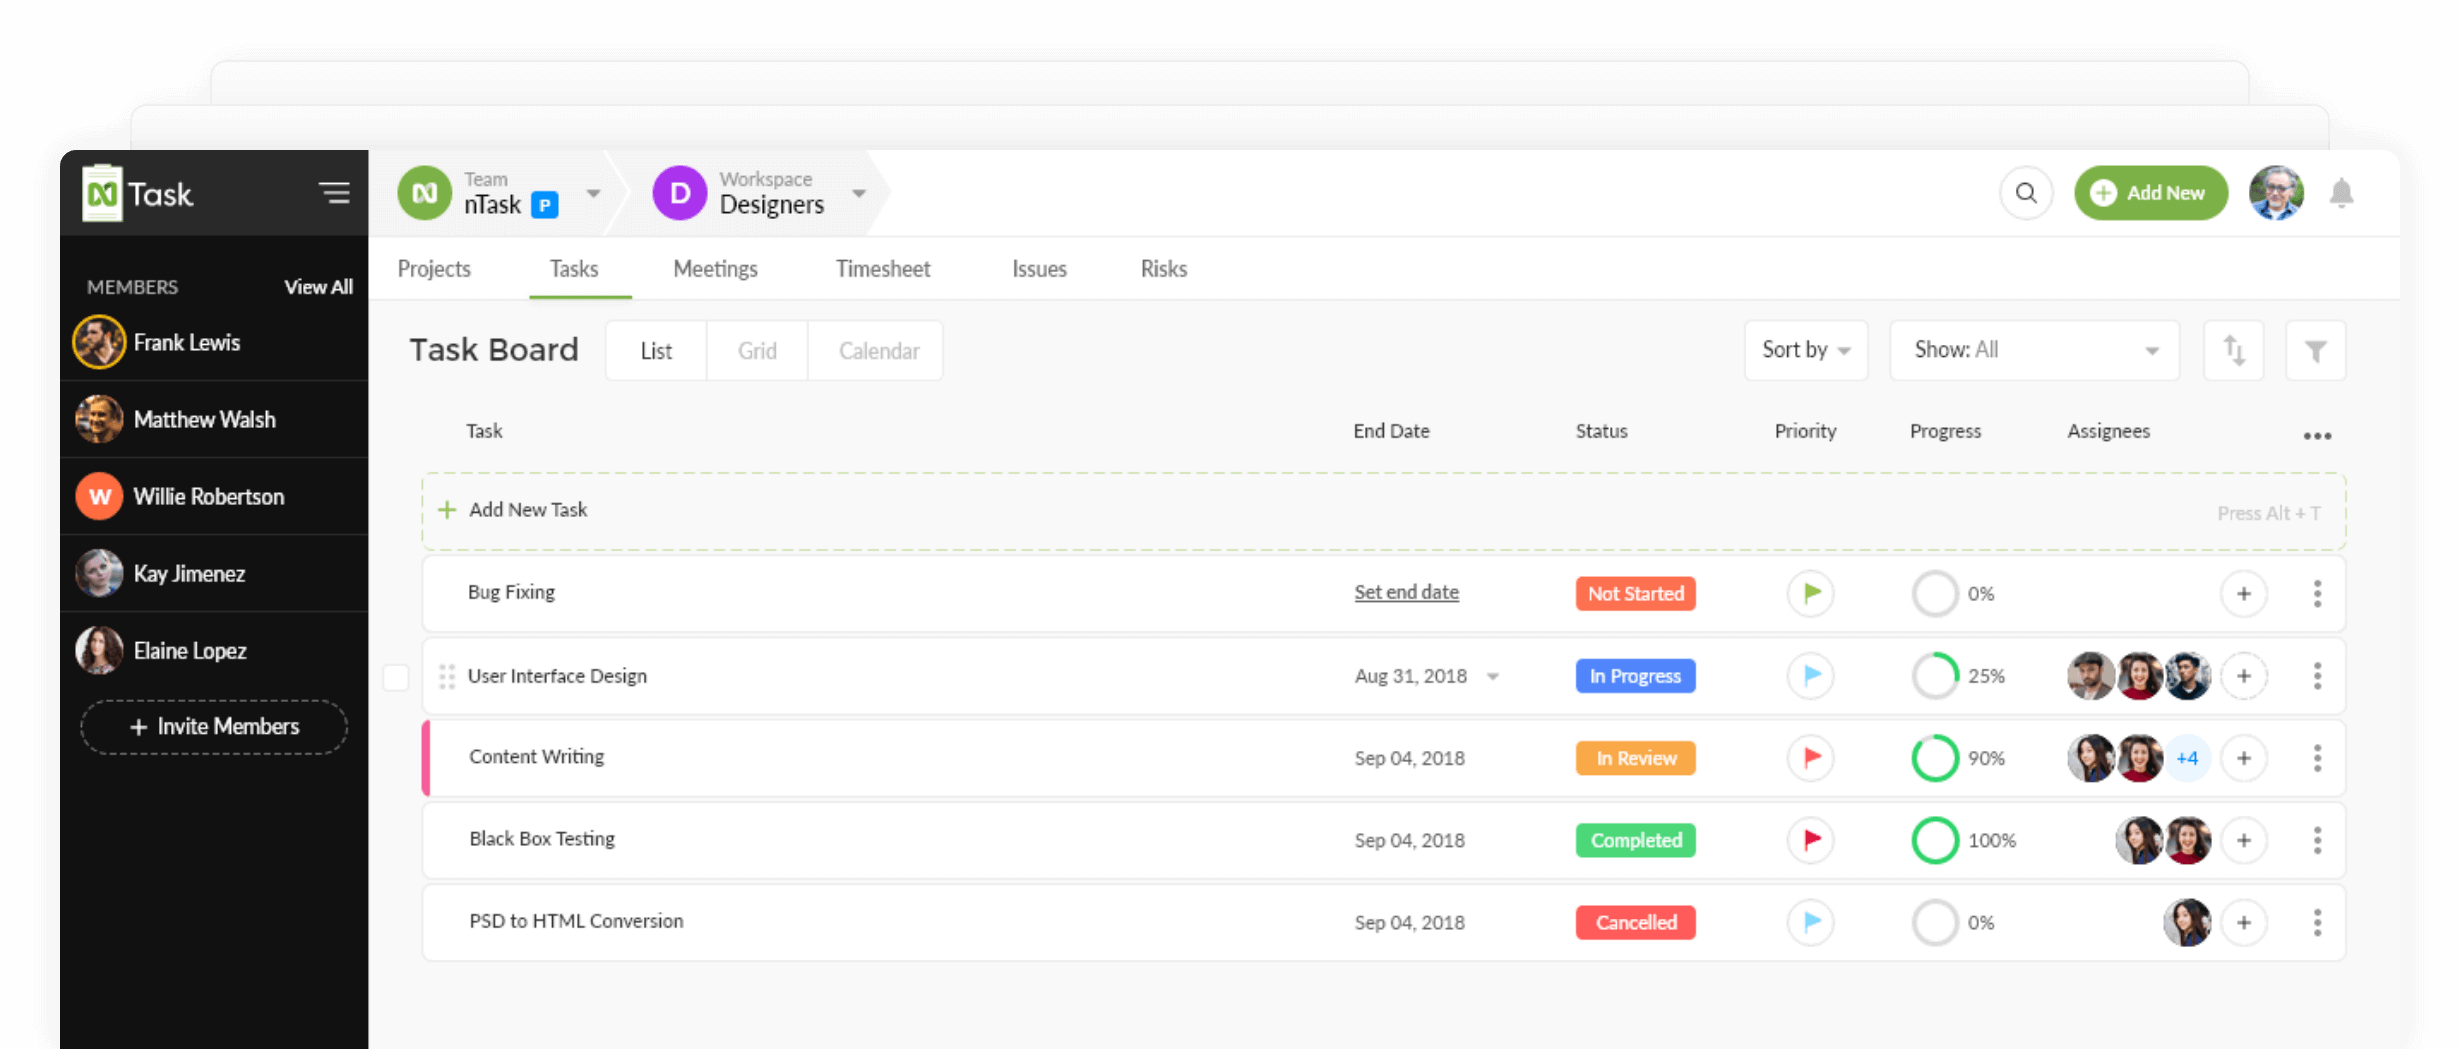 Task
Team
nTask P
D
Workspace
Designers
Add New
MEMBERS View All
Frank Lewis
Matthew Walsh
W Willie Robertson
Kay Jimenez
Elaine Lopez
+ Invite Members
Projects Tasks Meetings Timesheet Issues Risks
Task Board List Grid Calendar Sort by Show: All
Task End Date Status Priority Progress Assignees
+ Add New Task Press Alt + T
Bug Fixing Set end date Not Started 0% +
User Interface Design Aug 31, 2018 In Progress 25% +
Content Writing Sep 04, 2018 In Review 90% +4 +
Black Box Testing Sep 04, 2018 Completed 100% +
PSD to HTML Conversion Sep 04, 2018 Cancelled 0% +